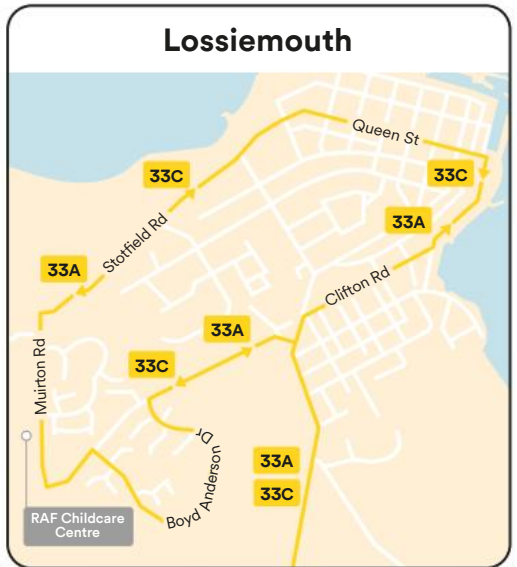 Lossiemouth
Queen St
33C
33C
33A
Stotfield Rd
33A
Clifton Rd
33A
Muirton Rd
33C
Boyd Anderson Dr
33A
33C
RAF Childcare
Centre